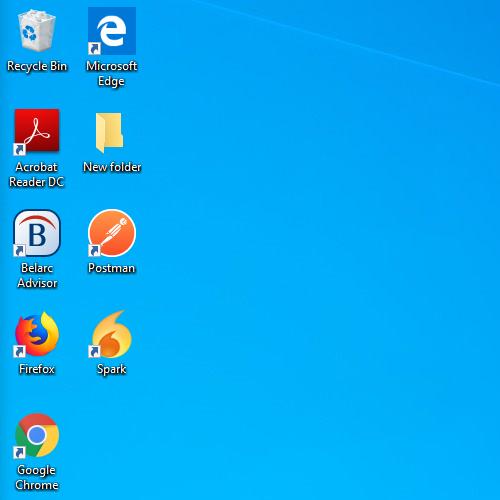 Recycle Bin
Microsoft
Edge
Acrobat
Reader DC
New folder
B
Belarc
Advisor
Postman
Firefox
Spark
Google
Chrome